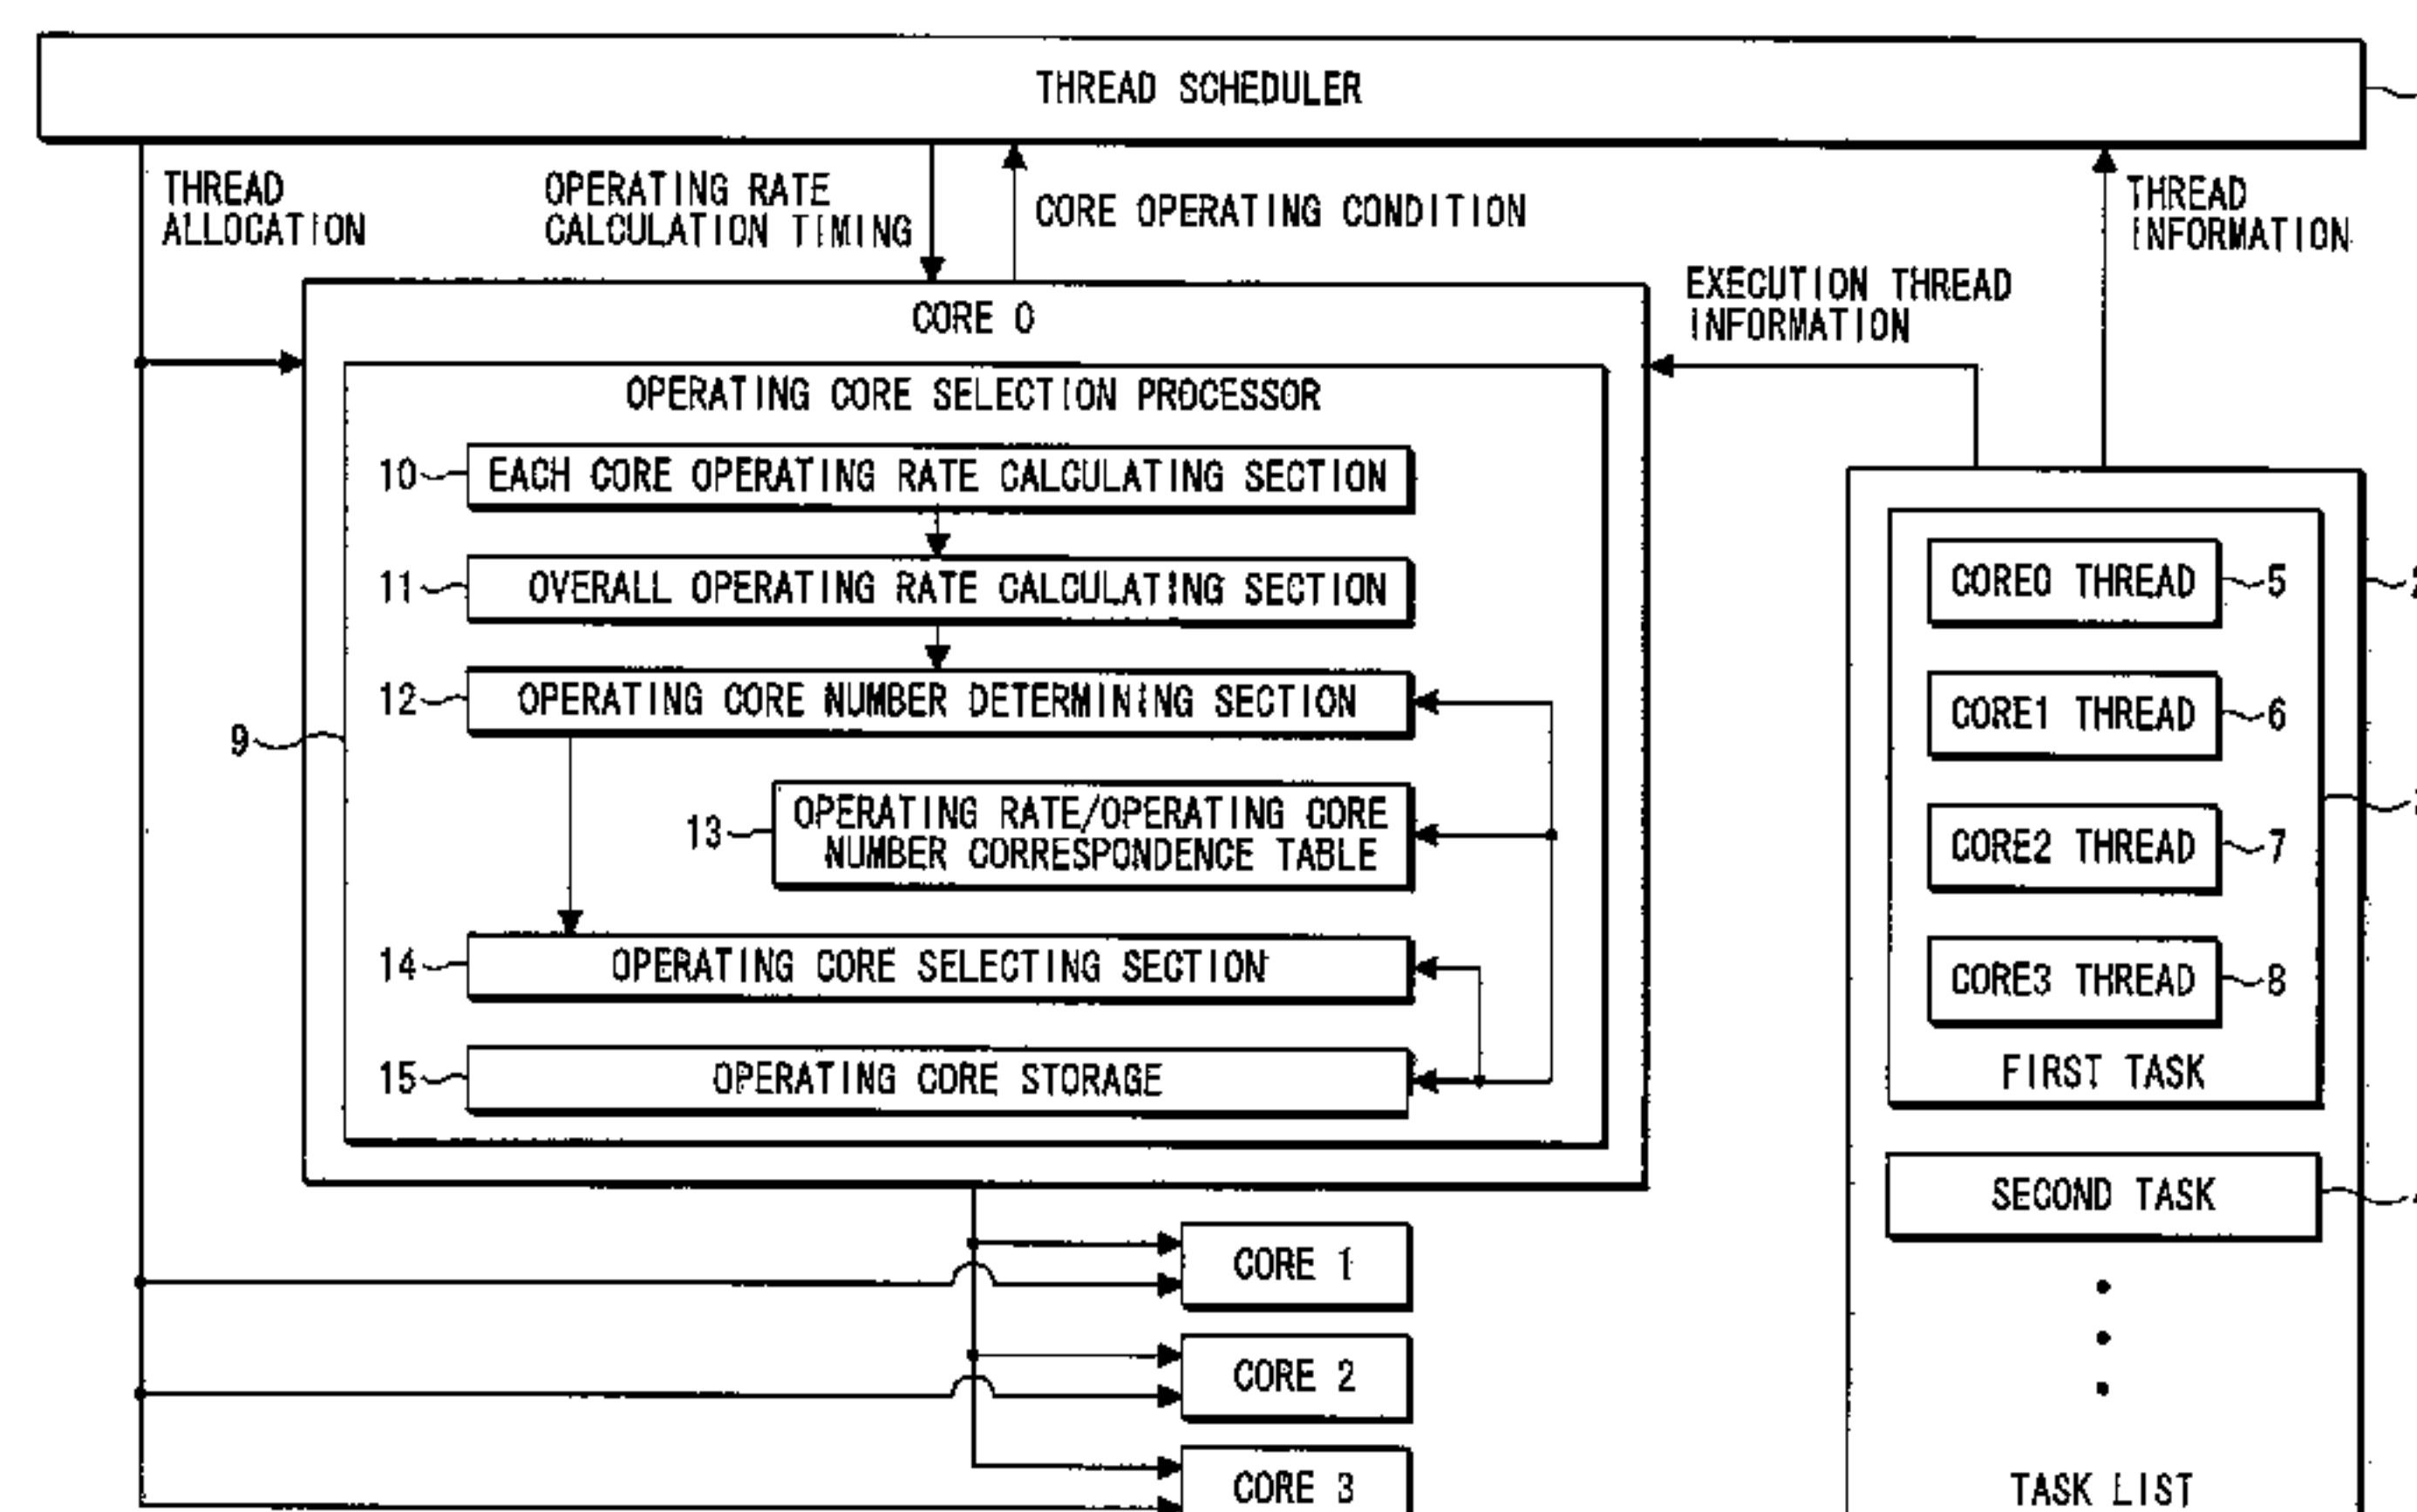 THREAD SCHEDULER
THREAD
ALLOCATION
OPERATING RATE
CALCULATION TIMING
CORE OPERATING CONDITION
THREAD
INFORMATION
EXECUTION THREAD
INFORMATION
CORE 0
OPERATING CORE SELECTION PROCESSOR
10 EACH CORE OPERATING RATE CALCULATING SECTION
11 OVERALL OPERATING RATE CALCULATING SECTION
12 OPERATING CORE NUMBER DETERMINING SECTION
9
13 OPERATING RATE/OPERATING CORE
NUMBER CORRESPONDENCE TABLE
14 OPERATING CORE SELECTING SECTION
15 OPERATING CORE STORAGE
CORE0 THREAD 5
CORE1 THREAD 6
CORE2 THREAD 7
CORE3 THREAD 8
FIRST TASK
SECOND TASK
CORE 1
CORE 2
CORE 3
TASK LIST